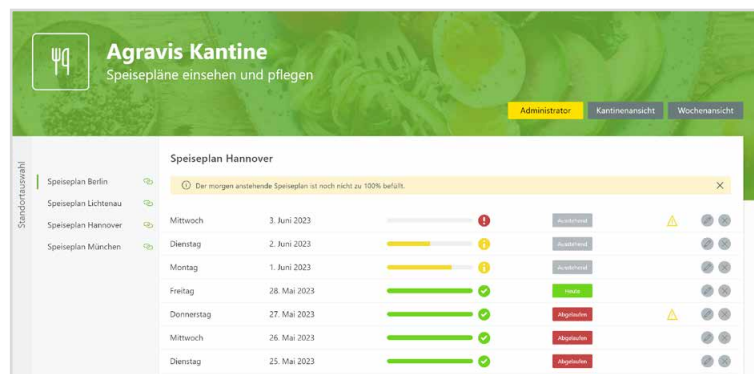 Agravis Kantine
Speisepläne einsehen und pflegen
Administrator
Kantinenansicht
Wochenansicht
Standortauswahl
Speiseplan Berlin
Speiseplan Lichtenau
Speiseplan Hannover
Speiseplan München
Speiseplan Hannover
Der morgen anstehende Speiseplan ist noch nicht zu 100% befüllt.
Mittwoch 3. Juni 2023 Ausstehend
Dienstag 2. Juni 2023 Ausstehend
Montag 1. Juni 2023 Ausstehend
Freitag 28. Mai 2023 Heute
Donnerstag 27. Mai 2023 Abgelaufen
Mittwoch 26. Mai 2023 Abgelaufen
Dienstag 25. Mai 2023 Abgelaufen